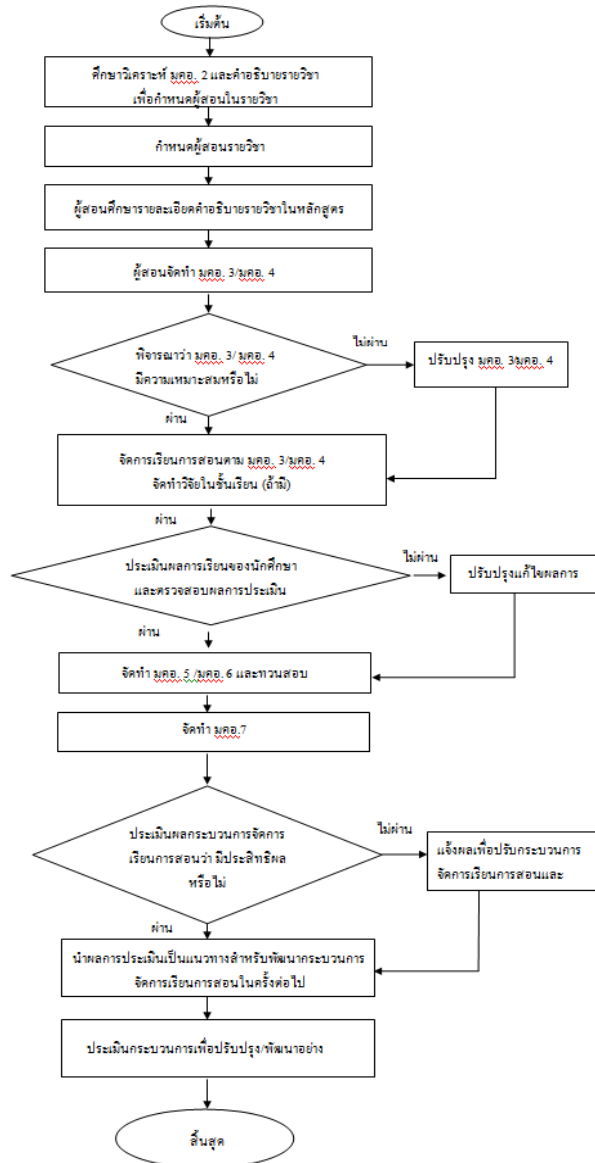 เริ่มต้น
ศึกษาวิเคราะห์ มคอ. 2 และคำอธิบายรายวิชา
เพื่อกำหนดผู้สอนในรายวิชา
กำหนดผู้สอนรายวิชา
ผู้สอนศึกษารายละเอียดคำอธิบายรายวิชาในหลักสูตร
ผู้สอนจัดทำ มคอ. 3/มคอ. 4
พิจารณาว่า มคอ. 3/ มคอ. 4
มีความเหมาะสมหรือไม่
ไม่ผ่าน
ปรับปรุง มคอ. 3/มคอ. 4
ผ่าน
จัดการเรียนการสอนตาม มคอ. 3/มคอ. 4
จัดทำวิจัยในชั้นเรียน (ถ้ามี)
ผ่าน
ประเมินผลการเรียนของนักศึกษา
และตรวจสอบผลการประเมิน
ไม่ผ่าน
ปรับปรุงแก้ไขผลการ
ผ่าน
จัดทำ มคอ. 5 /มคอ. 6 และทวนสอบ
จัดทำ มคอ.7
ประเมินผลกระบวนการจัดการ
เรียนการสอนว่า มีประสิทธิผล
หรือไม่
ไม่ผ่าน
แจ้งผลเพื่อปรับกระบวนการ
จัดการเรียนการสอนและ
ผ่าน
นำผลการประเมินเป็นแนวทางสำหรับพัฒนากระบวนการ
จัดการเรียนการสอนในครั้งต่อไป
ประเมินกระบวนการเพื่อปรับปรุง/พัฒนาอย่าง
สิ้นสุด